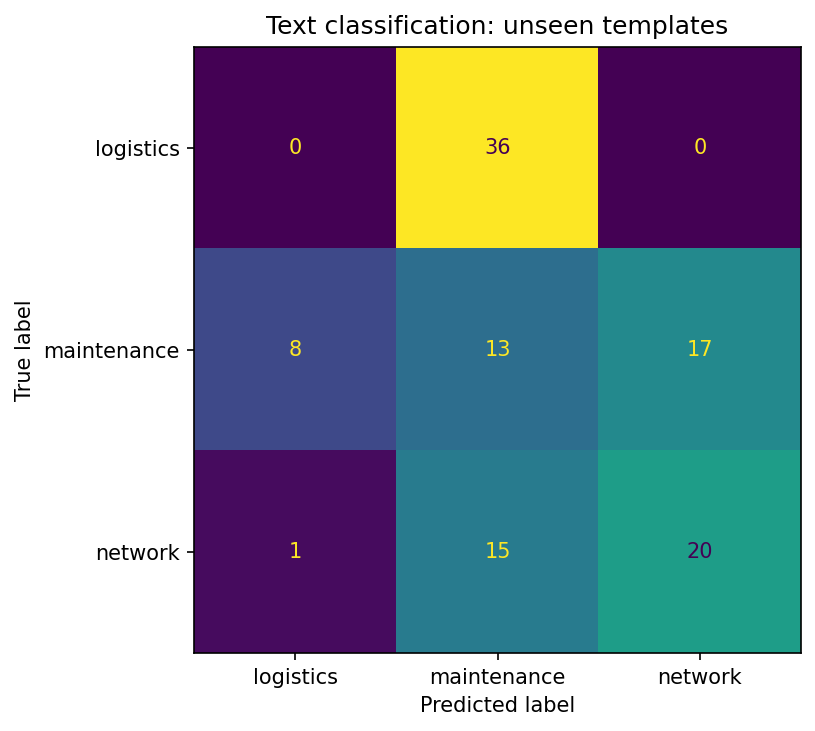 Text classification: unseen templates
True label
logistics 0 36 0
maintenance 8 13 17
network 1 15 20
logistics maintenance network
Predicted label